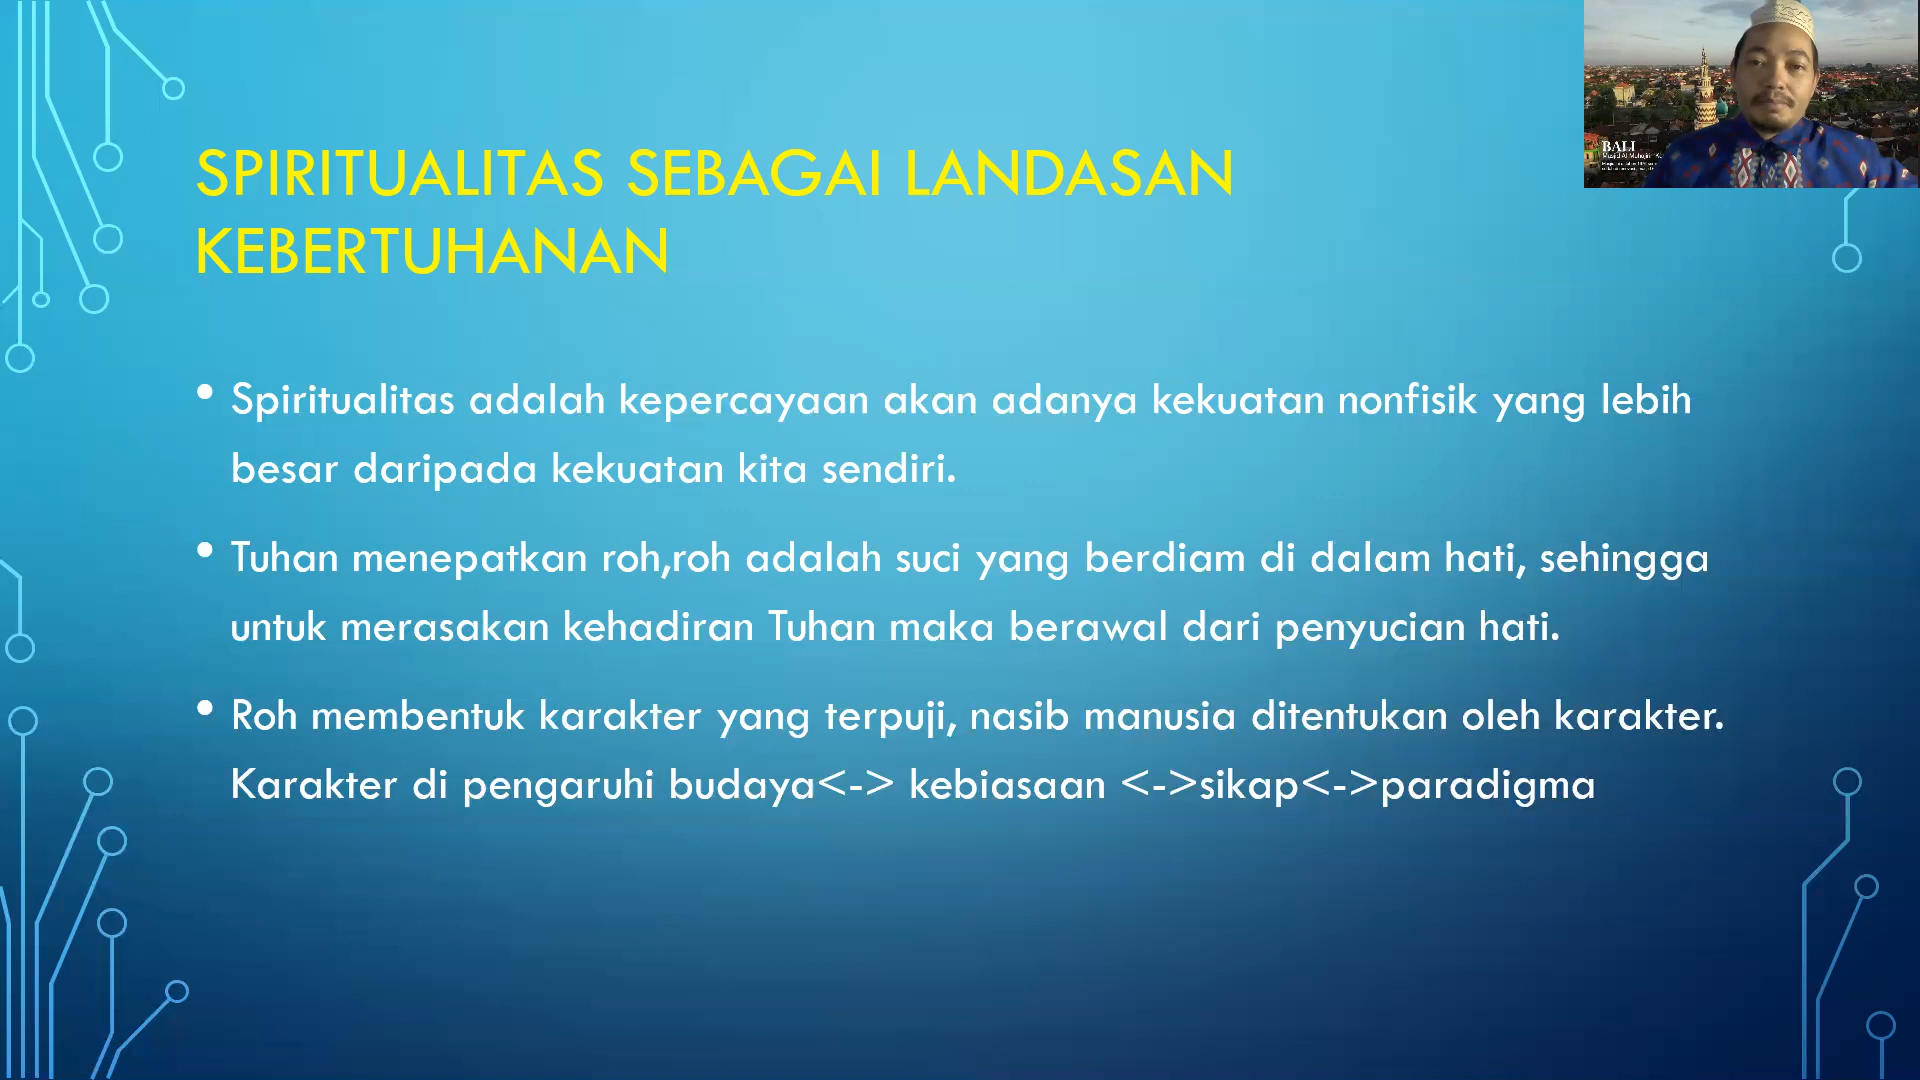 SPIRITUALITAS SEBAGAI LANDASAN
KEBERTUHANAN
• Spiritualitas adalah kepercayaan akan adanya kekuatan nonfisik yang lebih
besar daripada kekuatan kita sendiri.
• Tuhan menepatkan roh,roh adalah suci yang berdiam di dalam hati, sehingga
untuk merasakan kehadiran Tuhan maka berawal dari penyucian hati.
• Roh membentuk karakter yang terpuji, nasib manusia ditentukan oleh karakter.
Karakter di pengaruhi budaya<-> kebiasaan <->sikap<->paradigma
BALI
Masjid Al Muhajirin